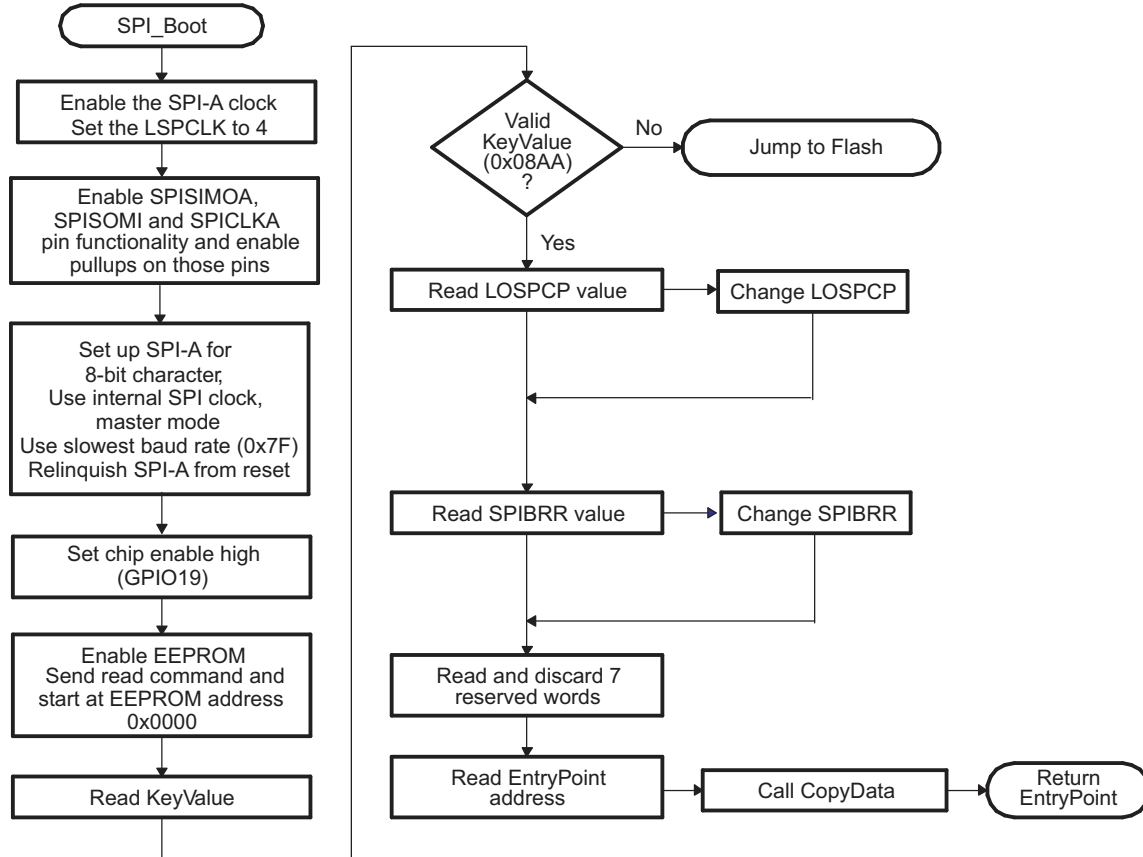 SPI_Boot
Enable the SPI-A clock
Set the LSPCLK to 4
Enable SPISIMOA,
SPISOMI and SPICLKA
pin functionality and enable
pullups on those pins
Set up SPI-A for
8-bit character,
Use internal SPI clock,
master mode
Use slowest baud rate (0x7F)
Relinquish SPI-A from reset
Set chip enable high
(GPIO19)
Enable EEPROM
Send read command and
start at EEPROM address
0x0000
Read KeyValue
Valid
KeyValue
(0x08AA)
?
No
Jump to Flash
Yes
Read LOSPCP value
Change LOSPCP
Read SPIBRR value
Change SPIBRR
Read and discard 7
reserved words
Read EntryPoint
address
Call CopyData
Return
EntryPoint